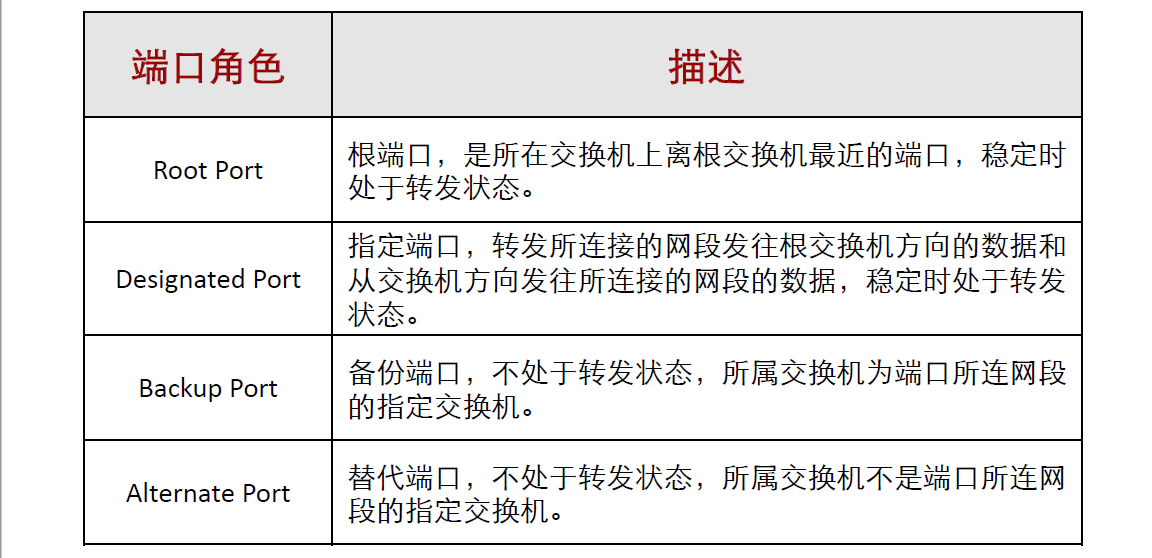 端口角色
描述
Root Port
根端口，是所在交换机上离根交换机最近的端口，稳定时
处于转发状态。
Designated Port
指定端口，转发所连接的网段发往根交换机方向的数据和
从交换机方向发往所连接的网段的数据，稳定时处于转发
状态。
Backup Port
备份端口，不处于转发状态，所属交换机为端口所连网段
的指定交换机。
Alternate Port
替代端口，不处于转发状态，所属交换机不是端口所连网
段的指定交换机。